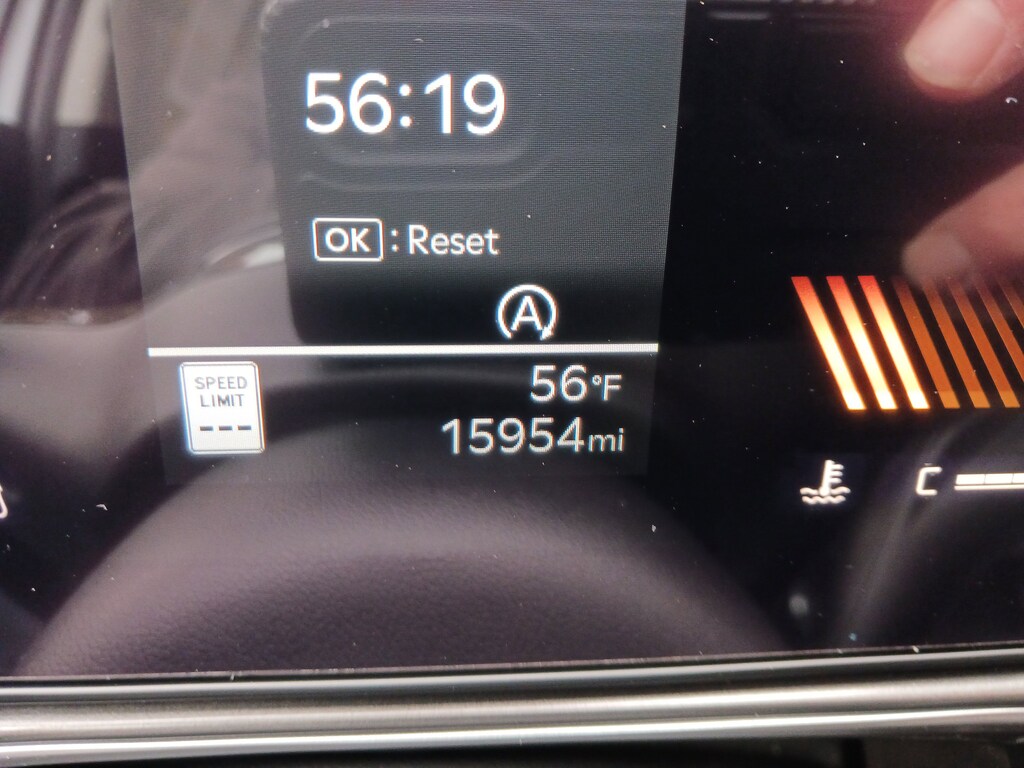 56:19
OK : Reset
A
SPEED
LIMIT
---
56°F
15954mi
C